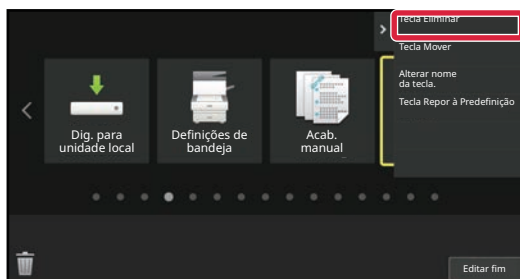 Tecla Eliminar
Tecla Mover
Alterar nome
da tecla.
Tecla Repor à Predefinição
Dig. para
unidade local
Definições de
bandeja
Acab.
manual
Editar fim